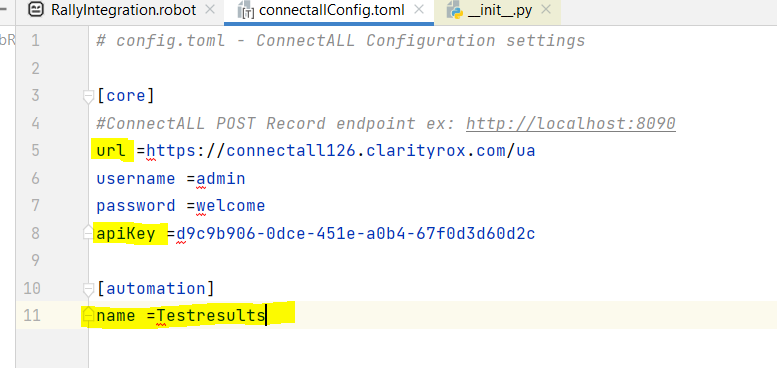 RallyIntegration.robot connectallConfig.toml __init__.py
bR
1 # config.toml - ConnectALL Configuration settings
2
3 [core]
4 #ConnectALL POST Record endpoint ex: http://localhost:8090
5 url =https://connectall126.clarityrox.com/ua
6 username =admin
7 password =welcome
8 apiKey =d9c9b906-0dce-451e-a0b4-67f0d3d60d2c
9
10 [automation]
11 name =Testresults